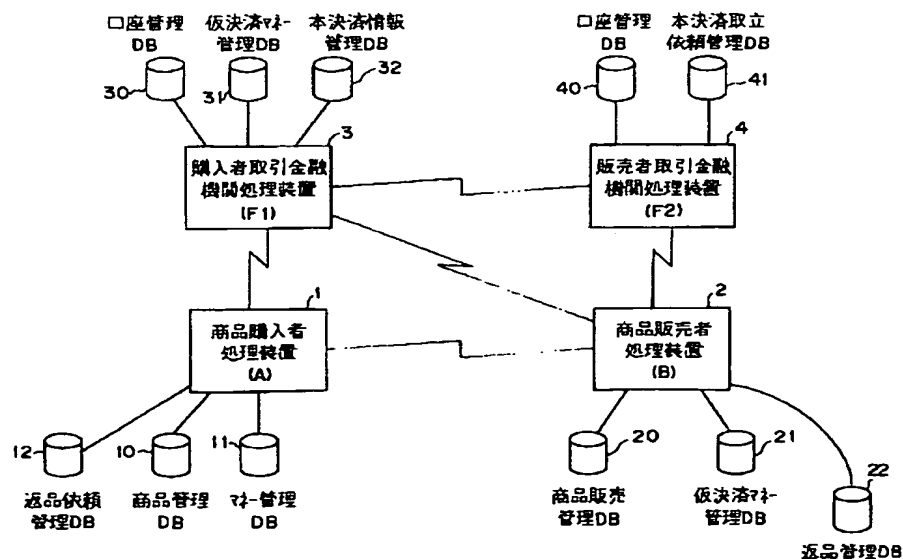 口座管理
DB
仮決済ﾏﾈｰ
管理DB
本決済情報
管理DB
30
31
32
口座管理
DB
本決済取立
依頼管理DB
40
41
3
購入者取引金融
機関処理装置
(F1)
4
販売者取引金融
機関処理装置
(F2)
1
商品購入者
処理装置
(A)
2
商品販売者
処理装置
(B)
12
10
11
20
21
22
返品依頼
管理DB
商品管理
DB
ﾏﾈｰ管理
DB
商品販売
管理DB
仮決済ﾏﾈｰ
管理DB
返品管理DB